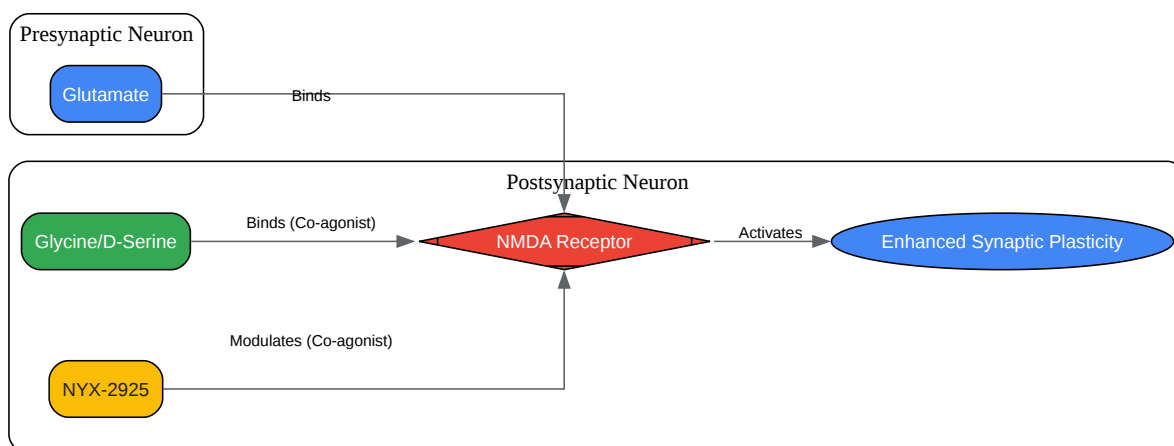 Presynaptic Neuron
Glutamate
Binds
Postsynaptic Neuron
Glycine/D-Serine
Binds (Co-agonist)
NMDA Receptor
Activates
Enhanced Synaptic Plasticity
Modulates (Co-agonist)
NYX-2925